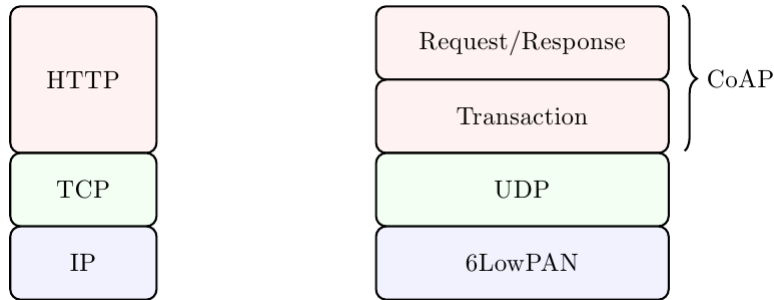 HTTP
TCP
IP
Request/Response
Transaction
UDP
6LowPAN
CoAP